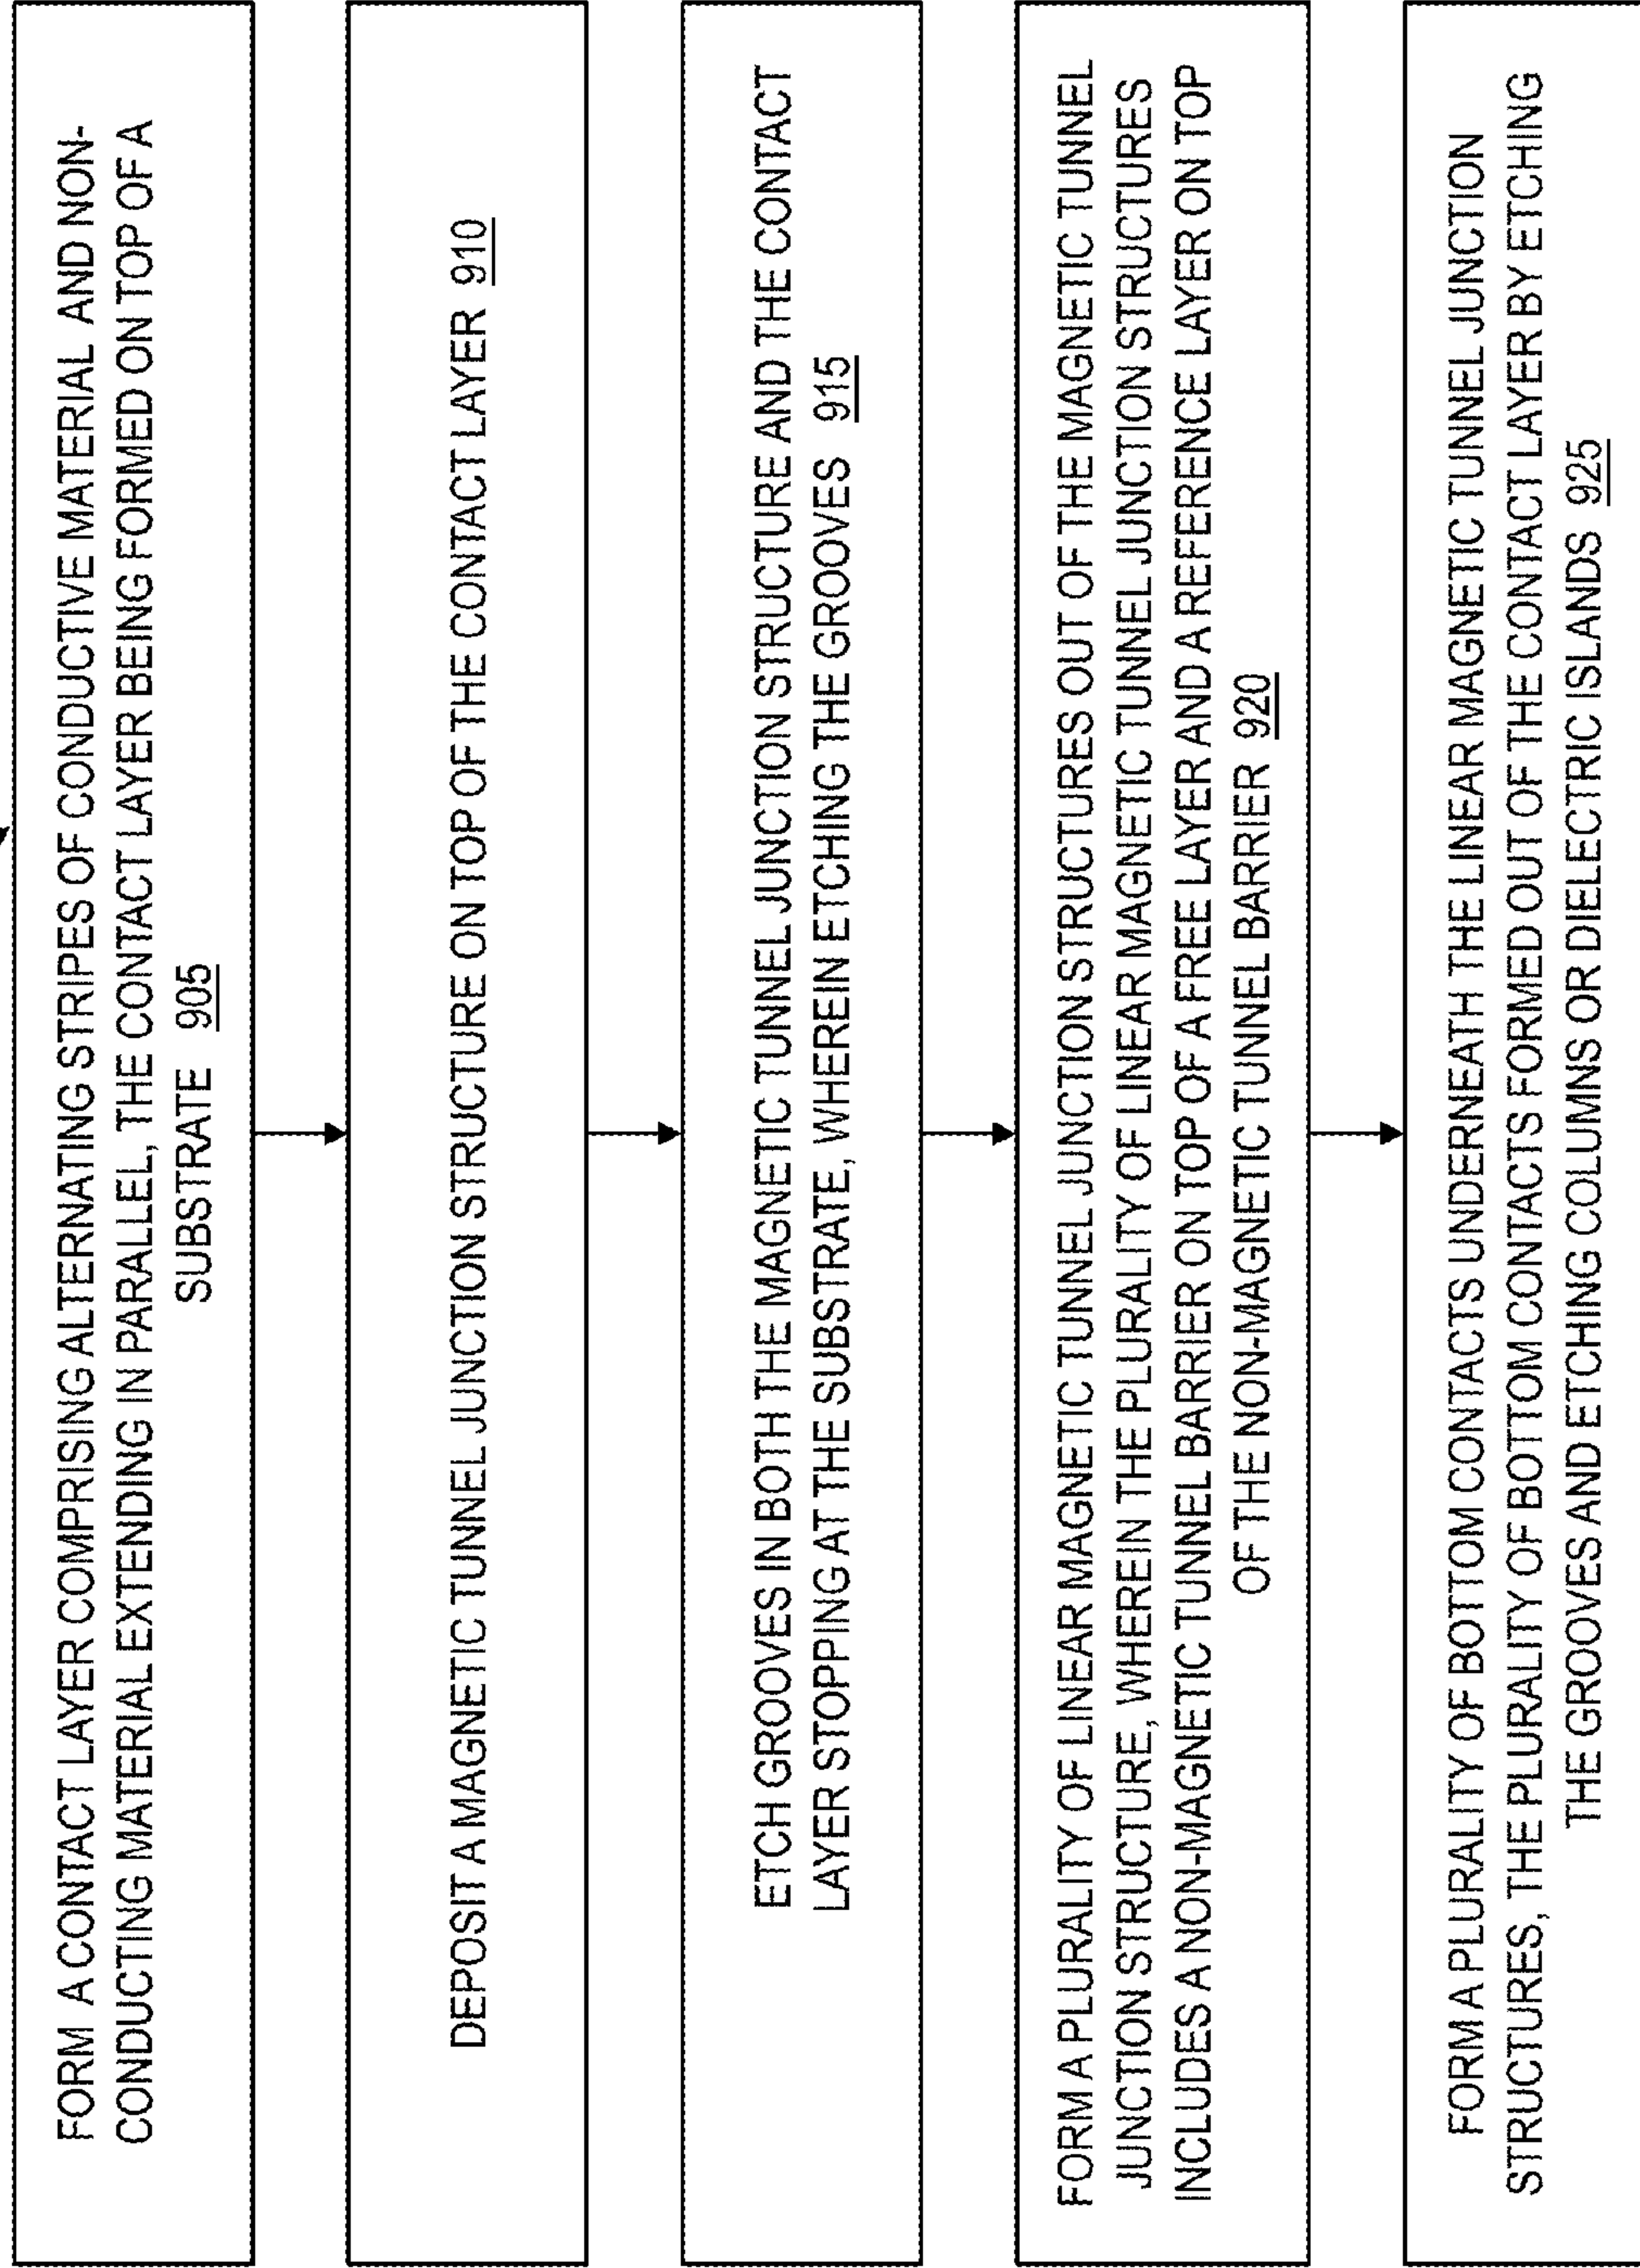 FORM A CONTACT LAYER COMPRISING ALTERNATING STRIPES OF CONDUCTIVE MATERIAL AND NON-
CONDUCTING MATERIAL EXTENDING IN PARALLEL, THE CONTACT LAYER BEING FORMED ON TOP OF A
SUBSTRATE 905
DEPOSIT A MAGNETIC TUNNEL JUNCTION STRUCTURE ON TOP OF THE CONTACT LAYER 910
ETCH GROOVES IN BOTH THE MAGNETIC TUNNEL JUNCTION STRUCTURE AND THE CONTACT
LAYER STOPPING AT THE SUBSTRATE, WHEREIN ETCHING THE GROOVES 915
FORM A PLURALITY OF LINEAR MAGNETIC TUNNEL JUNCTION STRUCTURES OUT OF THE MAGNETIC TUNNEL
JUNCTION STRUCTURE, WHEREIN THE PLURALITY OF LINEAR MAGNETIC TUNNEL JUNCTION STRUCTURES
INCLUDES A NON-MAGNETIC TUNNEL BARRIER ON TOP OF A FREE LAYER AND A REFERENCE LAYER ON TOP
OF THE NON-MAGNETIC TUNNEL BARRIER 920
FORM A PLURALITY OF BOTTOM CONTACTS UNDERNEATH THE LINEAR MAGNETIC TUNNEL JUNCTION
STRUCTURES, THE PLURALITY OF BOTTOM CONTACTS FORMED OUT OF THE CONTACT LAYER BY ETCHING
THE GROOVES AND ETCHING COLUMNS OR DIELECTRIC ISLANDS 925